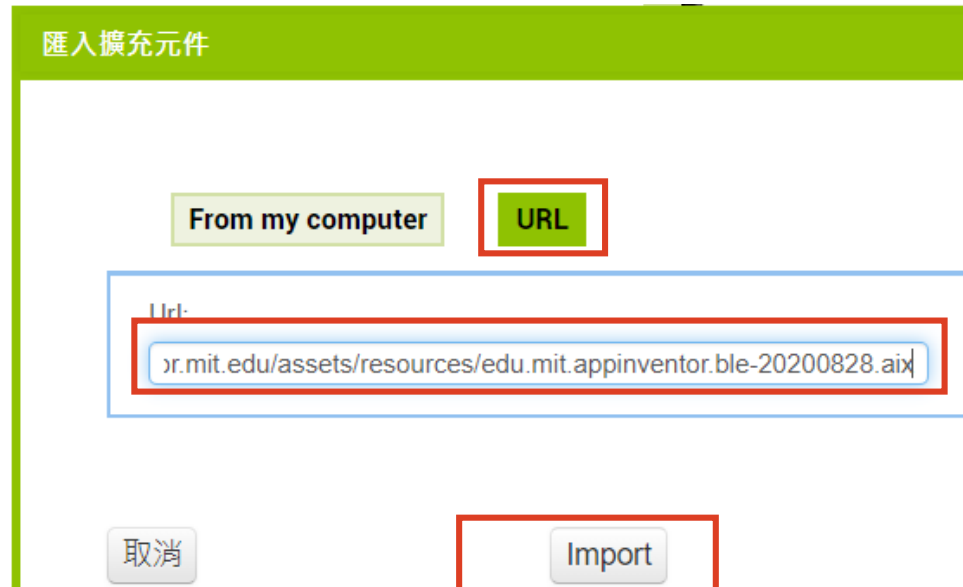 匯入擴充元件
From my computer URL
Url:
or.mit.edu/assets/resources/edu.mit.appinventor.ble-20200828.aix
取消 Import